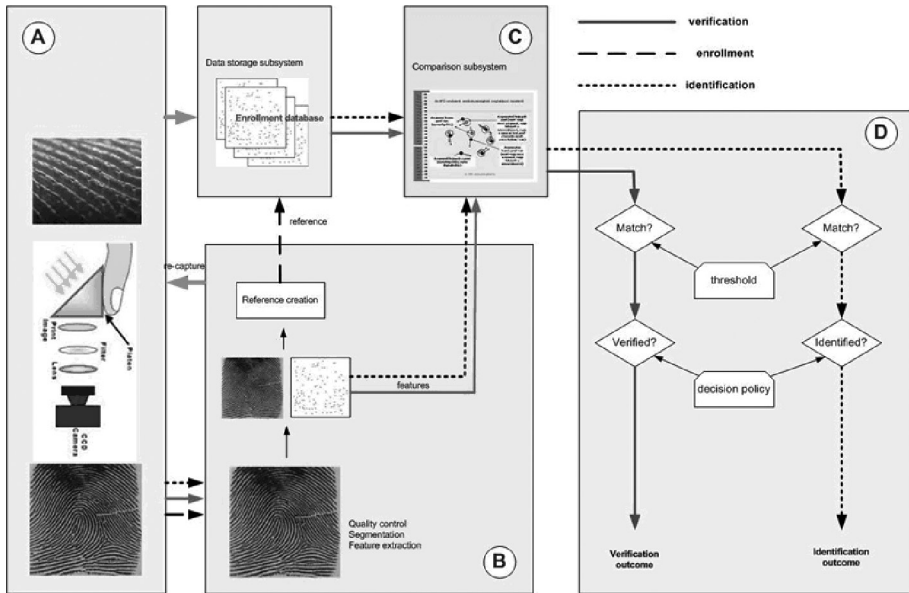 A
Data storage subsystem
Enrollment database
C
Comparison subsystem
verification
enrollment
identification
D
reference
re-capture
Reference creation
Print
Image
Filter
Lens
Platen
CCD
Camera
features
Quality control
Segmentation
Feature extraction
B
Match?
Match?
threshold
Verified?
Identified?
decision policy
Verification
outcome
Identification
outcome